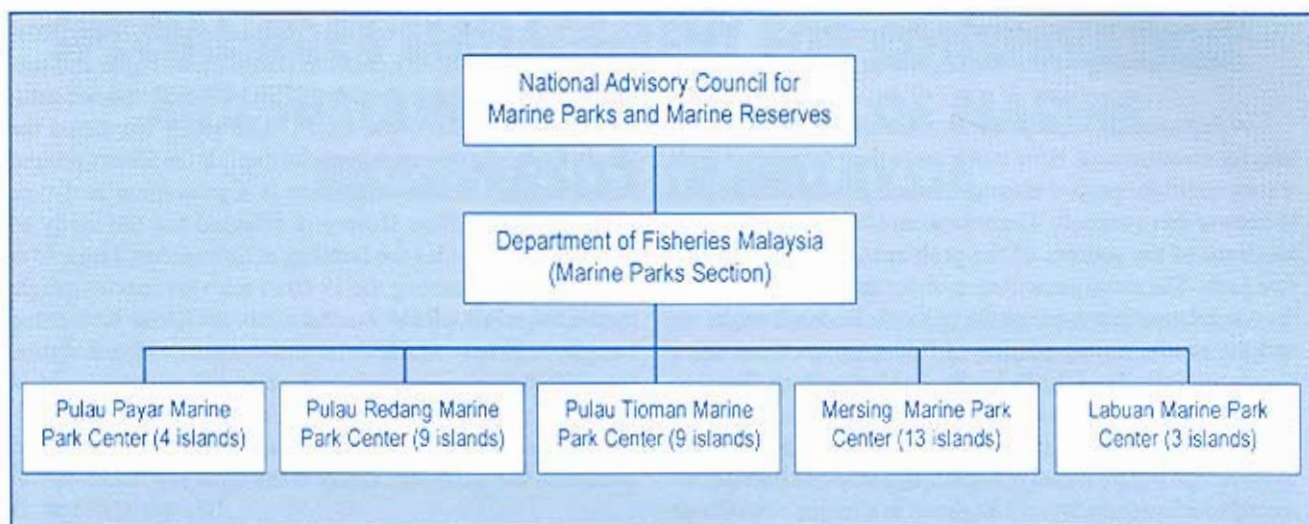 National Advisory Council for
Marine Parks and Marine Reserves
Department of Fisheries Malaysia
(Marine Parks Section)
Pulau Payar Marine
Park Center (4 islands)
Pulau Redang Marine
Park Center (9 islands)
Pulau Tioman Marine
Park Center (9 islands)
Mersing Marine Park
Center (13 islands)
Labuan Marine Park
Center (3 islands)